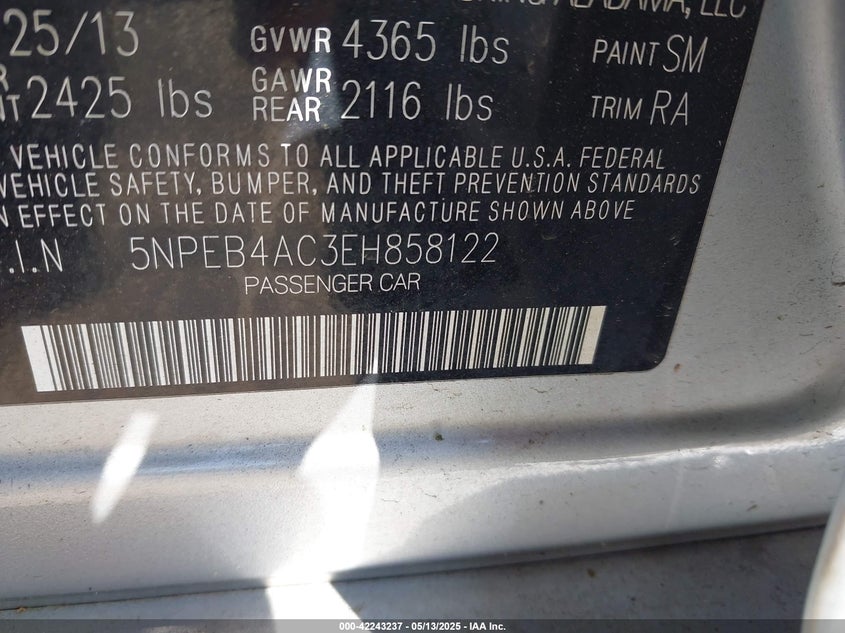 ALABAMA, LLC
25/13 GVWR 4365 lbs PAINT SM
2425 lbs GAWR REAR 2116 lbs TRIM RA
VEHICLE CONFORMS TO ALL APPLICABLE U.S.A. FEDERAL
VEHICLE SAFETY, BUMPER, AND THEFT PREVENTION STANDARDS
EFFECT ON THE DATE OF MANUFACTURE SHOWN ABOVE
.I.N 5NPEB4AC3EH858122
PASSENGER CAR
000-42243237 - 05/13/2025 - IAA Inc.